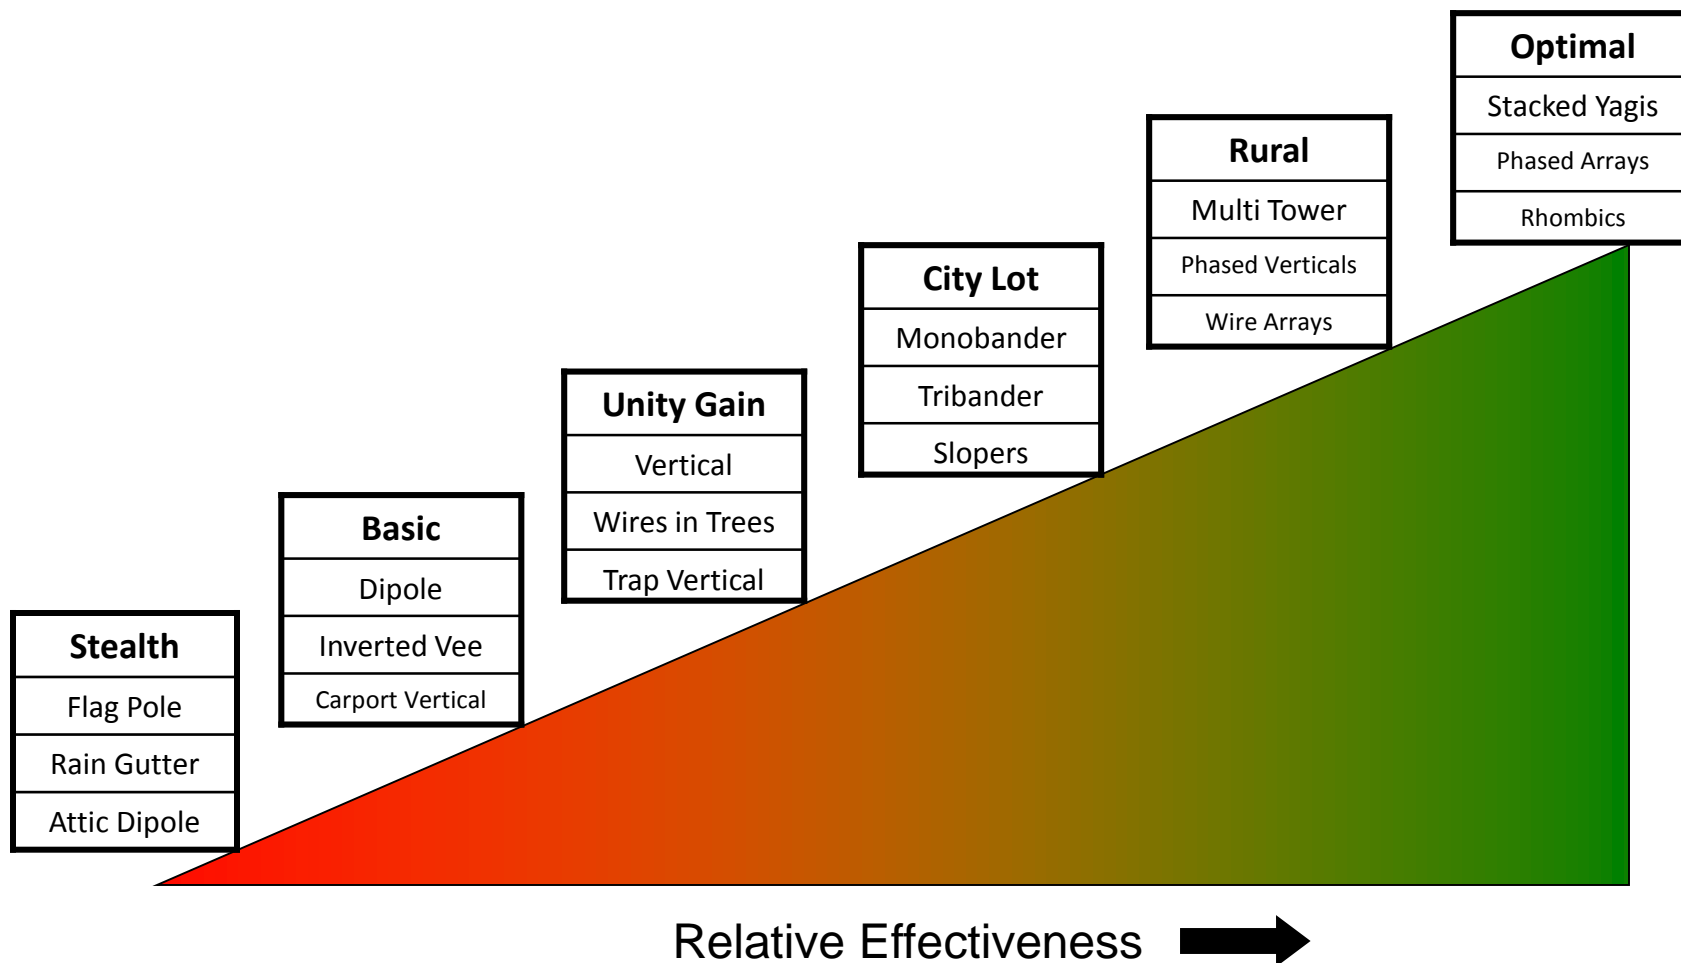 Stealth
Flag Pole
Rain Gutter
Attic Dipole
Basic
Dipole
Inverted Vee
Carport Vertical
Unity Gain
Vertical
Wires in Trees
Trap Vertical
City Lot
Monobander
Tribander
Slopers
Rural
Multi Tower
Phased Verticals
Wire Arrays
Optimal
Stacked Yagis
Phased Arrays
Rhombics
Relative Effectiveness